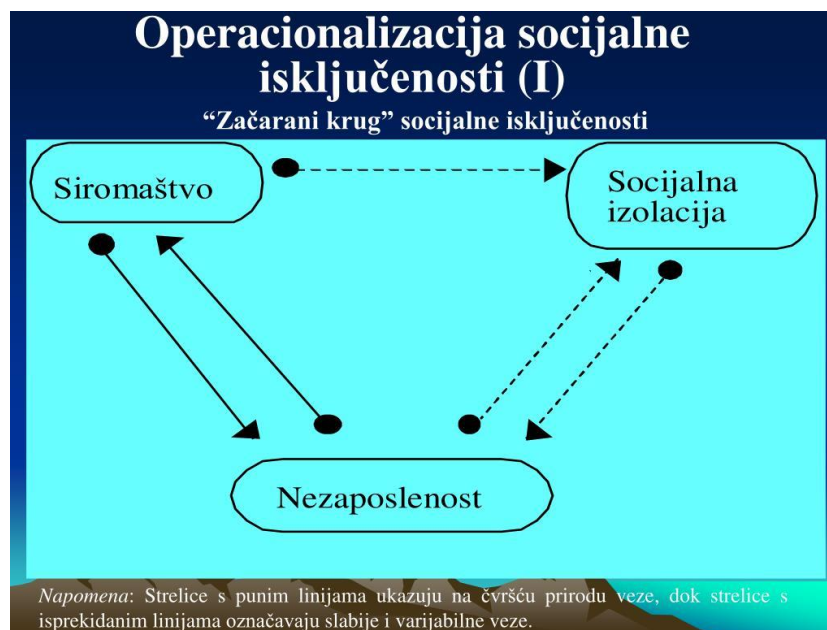 Operacionalizacija socijalne
isključenosti (I)
“Začarani krug” socijalne isključenosti
Siromaštvo
Socijalna
izolacija
Nezaposlenost
Napomena: Strelice s punim linijama ukazuju na čvršću prirodu veze, dok strelice s
isprekidanim linijama označavaju slabije i varijabilne veze.